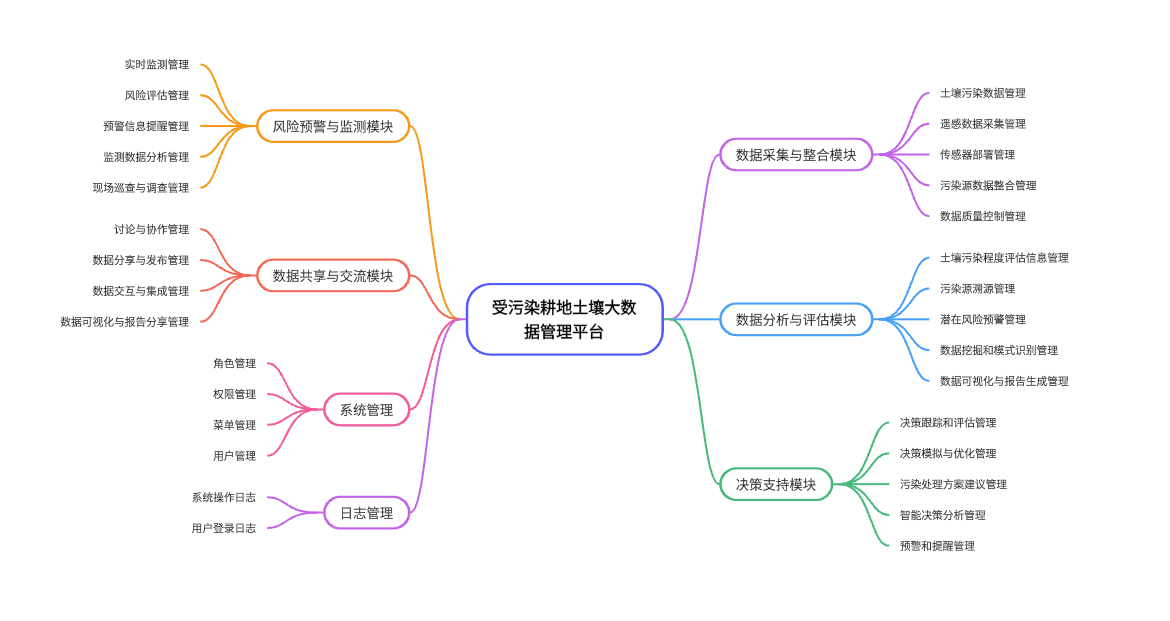 受污染耕地土壤大数
据管理平台
数据采集与整合模块
土壤污染数据管理
遥感数据采集管理
传感器部署管理
污染源数据整合管理
数据质量控制管理
数据分析与评估模块
土壤污染程度评估信息管理
污染源溯源管理
潜在风险预警管理
数据挖掘和模式识别管理
数据可视化与报告生成管理
决策支持模块
决策跟踪和评估管理
决策模拟与优化管理
污染处理方案建议管理
智能决策分析管理
预警和提醒管理
风险预警与监测模块
实时监测管理
风险评估管理
预警信息提醒管理
监测数据分析管理
现场巡查与调查管理
数据共享与交流模块
讨论与协作管理
数据分享与发布管理
数据交互与集成管理
数据可视化与报告分享管理
系统管理
角色管理
权限管理
菜单管理
用户管理
日志管理
系统操作日志
用户登录日志